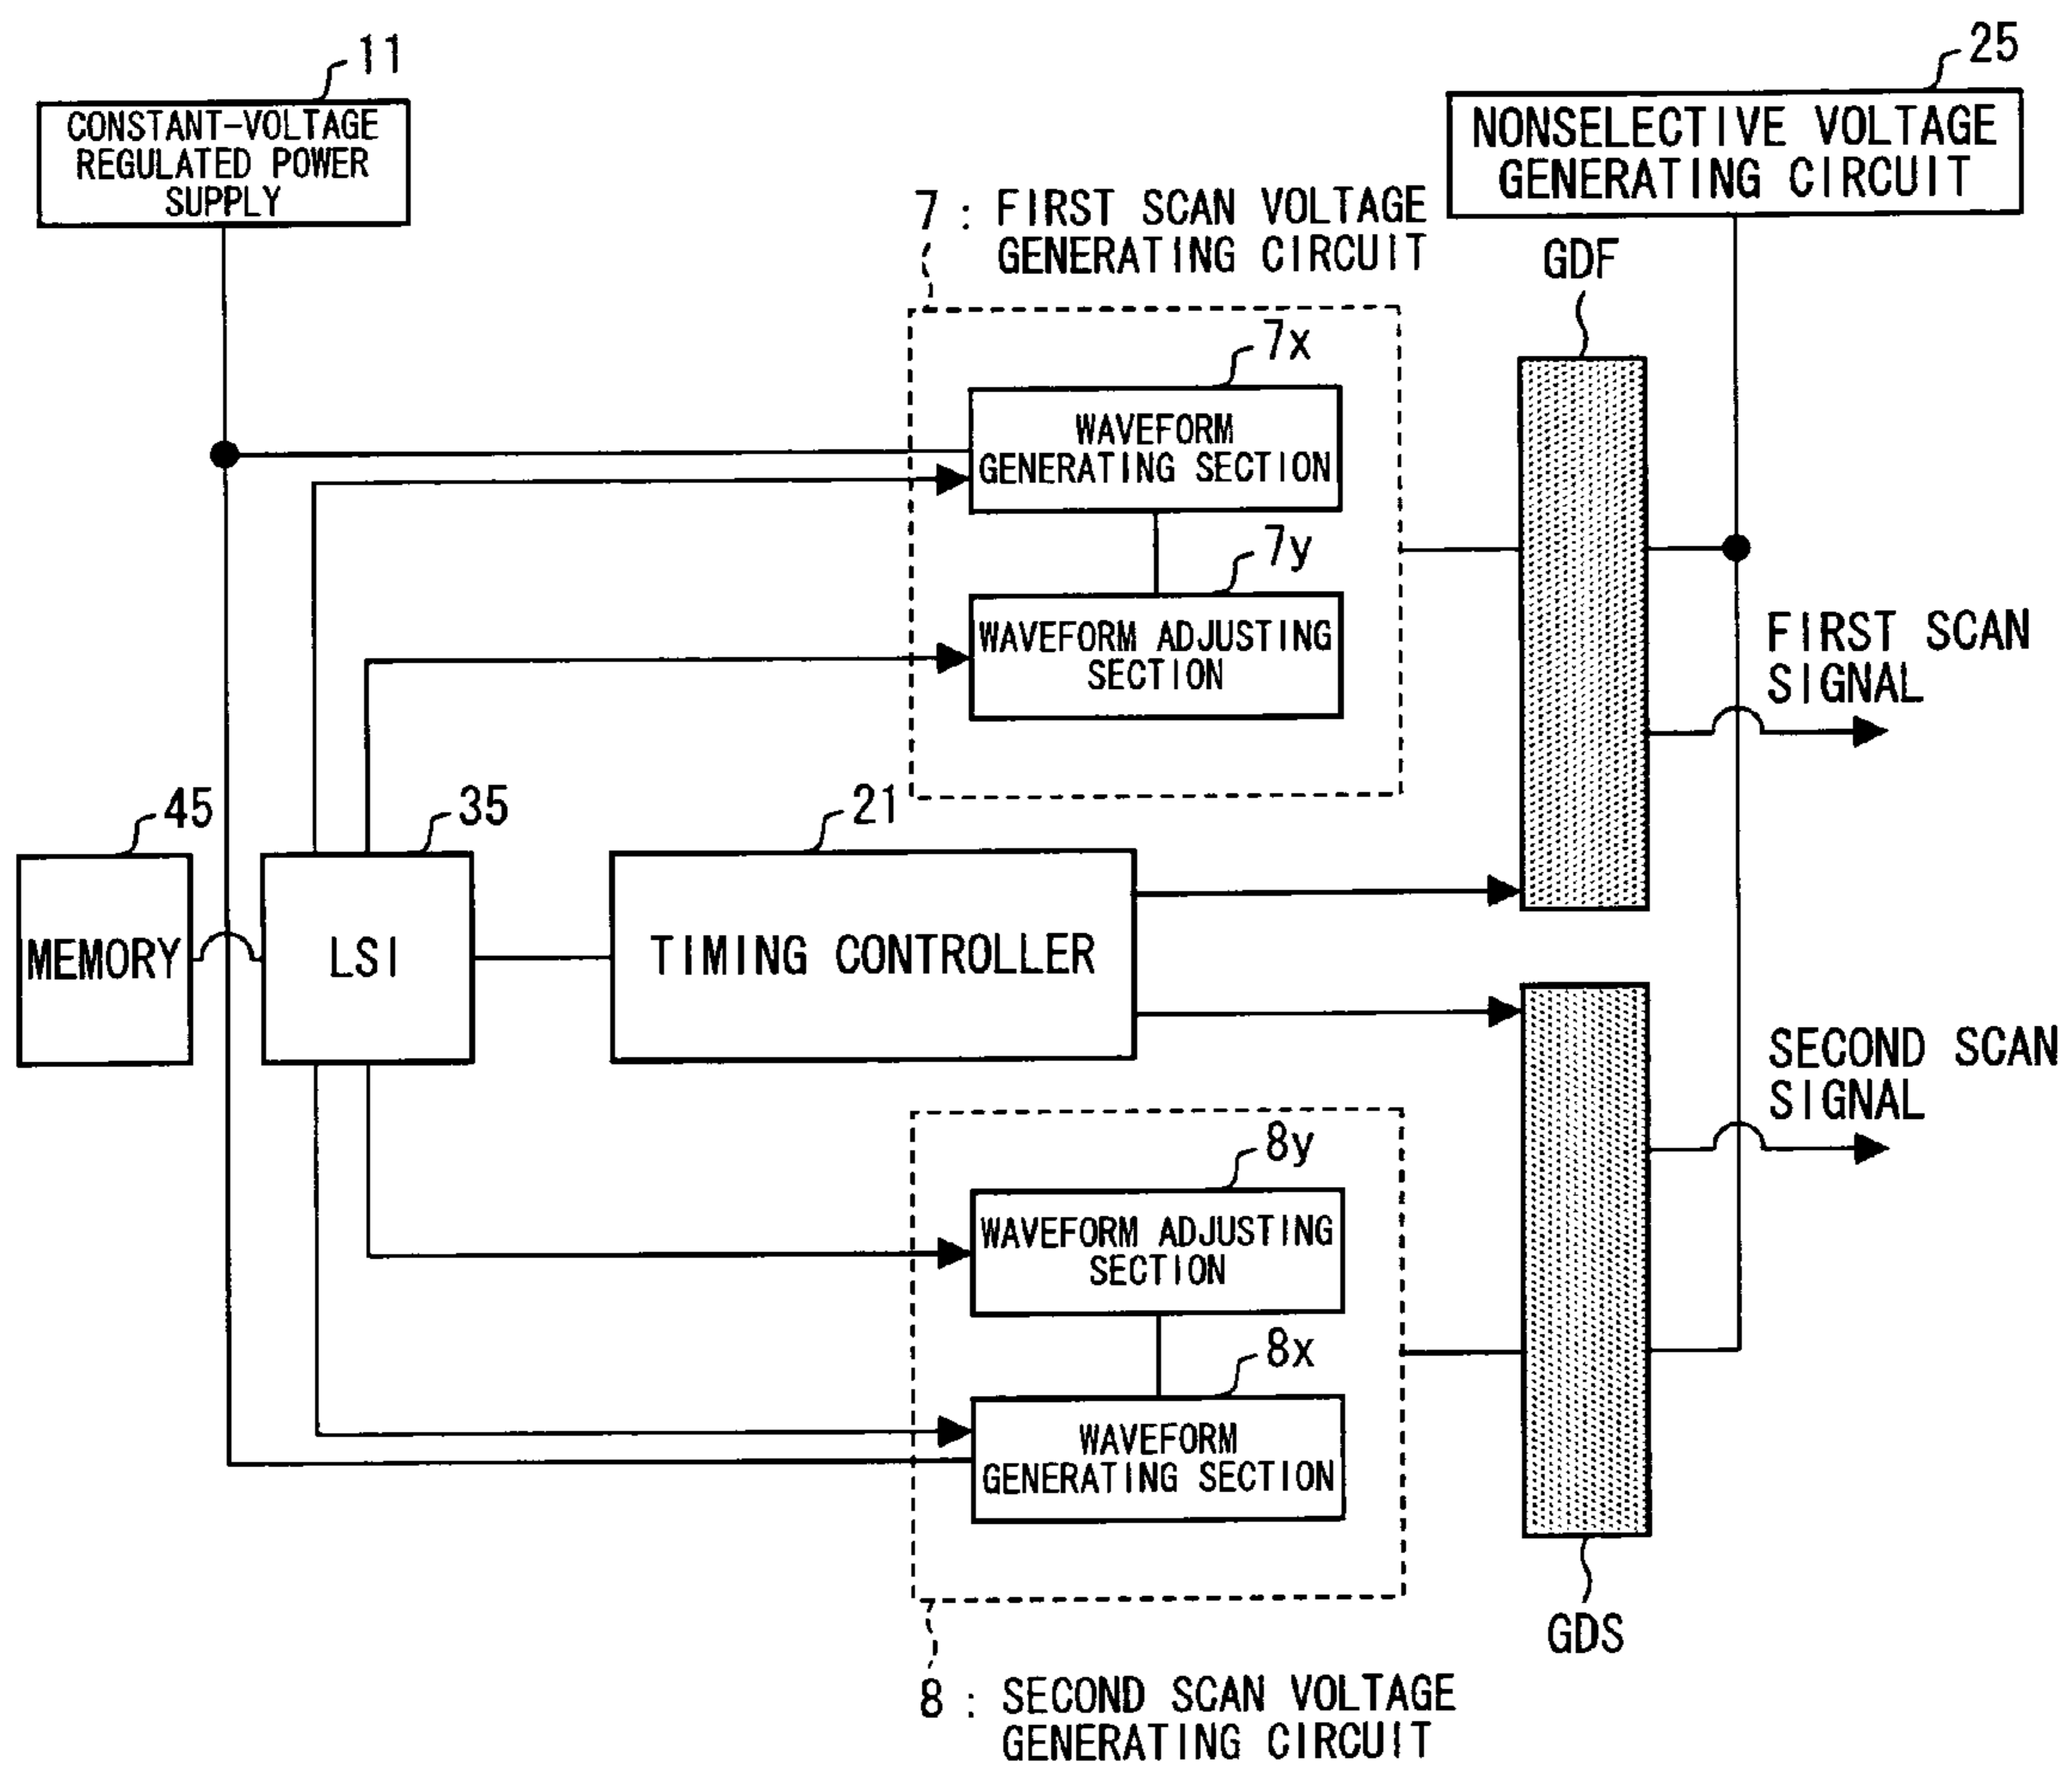 11
CONSTANT-VOLTAGE
REGULATED POWER
SUPPLY
25
NONSELECTIVE VOLTAGE
GENERATING CIRCUIT
7 : FIRST SCAN VOLTAGE
GENERATING CIRCUIT
GDF
7x
WAVEFORM
GENERATING SECTION
7y
WAVEFORM ADJUSTING
SECTION
FIRST SCAN
SIGNAL
45
MEMORY
35
LSI
21
TIMING CONTROLLER
SECOND SCAN
SIGNAL
8y
WAVEFORM ADJUSTING
SECTION
8x
WAVEFORM
GENERATING SECTION
GDS
8 : SECOND SCAN VOLTAGE
GENERATING CIRCUIT